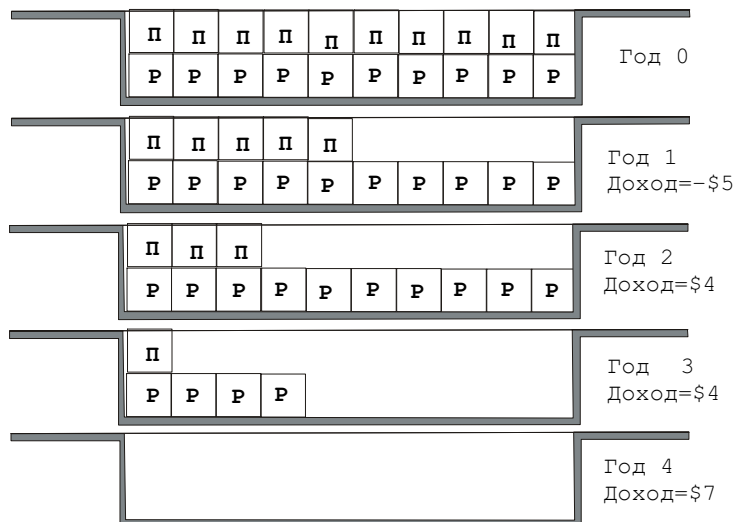 П П П П П П П П П П
Р Р Р Р Р Р Р Р Р Р
Год 0
П П П П П
Р Р Р Р Р Р Р Р Р Р
Год 1
Доход=-$5
П П П
Р Р Р Р Р Р Р Р Р Р
Год 2
Доход=$4
П
Р Р Р Р
Год 3
Доход=$4
Год 4
Доход=$7